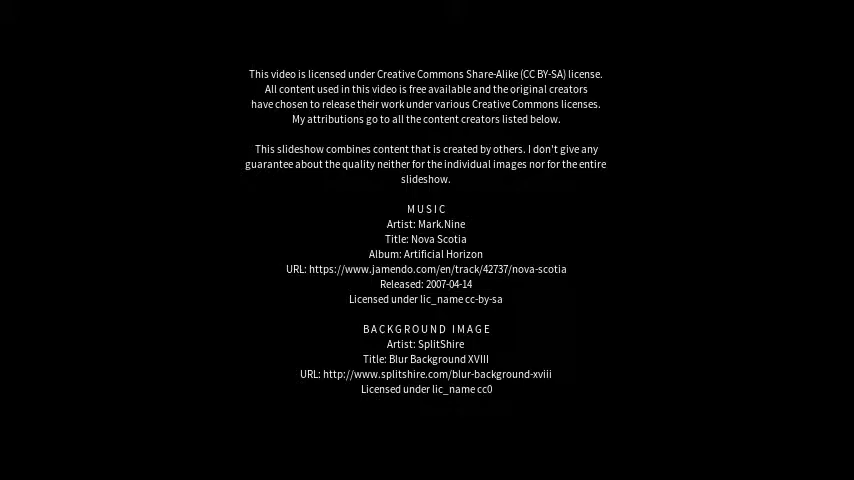 This video is licensed under Creative Commons Share-Alike (CC BY-SA) license.
All content used in this video is free available and the original creators
have chosen to release their work under various Creative Commons licenses.
My attributions go to all the content creators listed below.
This slideshow combines content that is created by others. I don't give any
guarantee about the quality neither for the individual images nor for the entire
slideshow.
MUSIC
Artist: Mark.Nine
Title: Nova Scotia
Album: Artificial Horizon
URL: https://www.jamendo.com/en/track/42737/nova-scotia
Released: 2007-04-14
Licensed under lic_name cc-by-sa
BACKGROUND IMAGE
Artist: SplitShire
Title: Blur Background XVIII
URL: http://www.splitshire.com/blur-background-xviii
Licensed under lic_name cc0